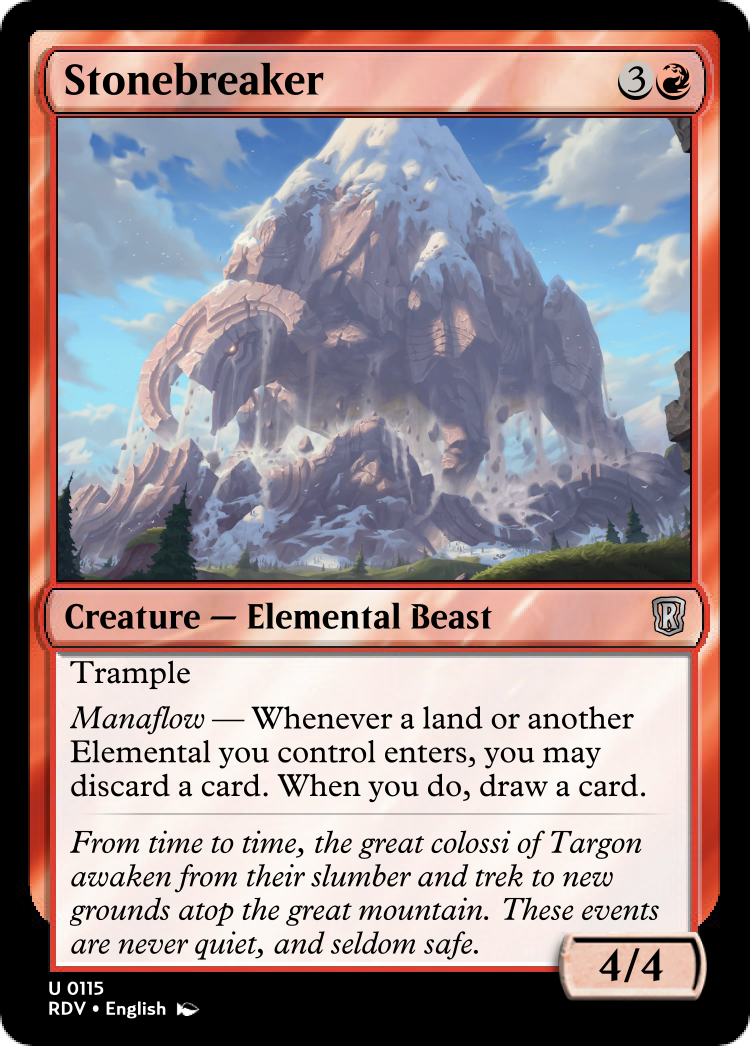 Stonebreaker
3
Creature — Elemental Beast
R
Trample
Manaflow — Whenever a land or another
Elemental you control enters, you may
discard a card. When you do, draw a card.
From time to time, the great colossi of Targon
awaken from their slumber and trek to new
grounds atop the great mountain. These events
are never quiet, and seldom safe.
4/4
U 0115
RDV • English